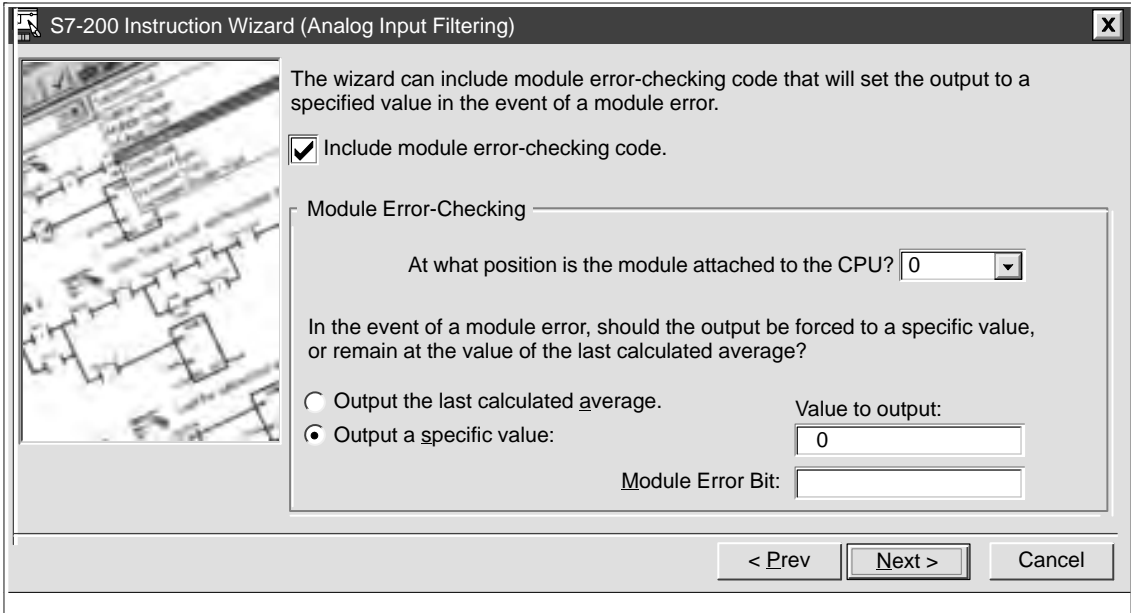 S7-200 Instruction Wizard (Analog Input Filtering)
X
The wizard can include module error-checking code that will set the output to a
specified value in the event of a module error.
Include module error-checking code.
Module Error-Checking
At what position is the module attached to the CPU? 0
In the event of a module error, should the output be forced to a specific value,
or remain at the value of the last calculated average?
Output the last calculated average.
Value to output:
Output a specific value:
0
Module Error Bit:
< Prev
Next >
Cancel